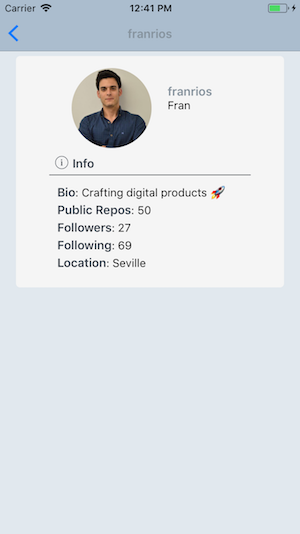 Carrier 12:41 PM
franrios
franrios
Fran
Info
Bio: Crafting digital products 🚀
Public Repos: 50
Followers: 27
Following: 69
Location: Seville